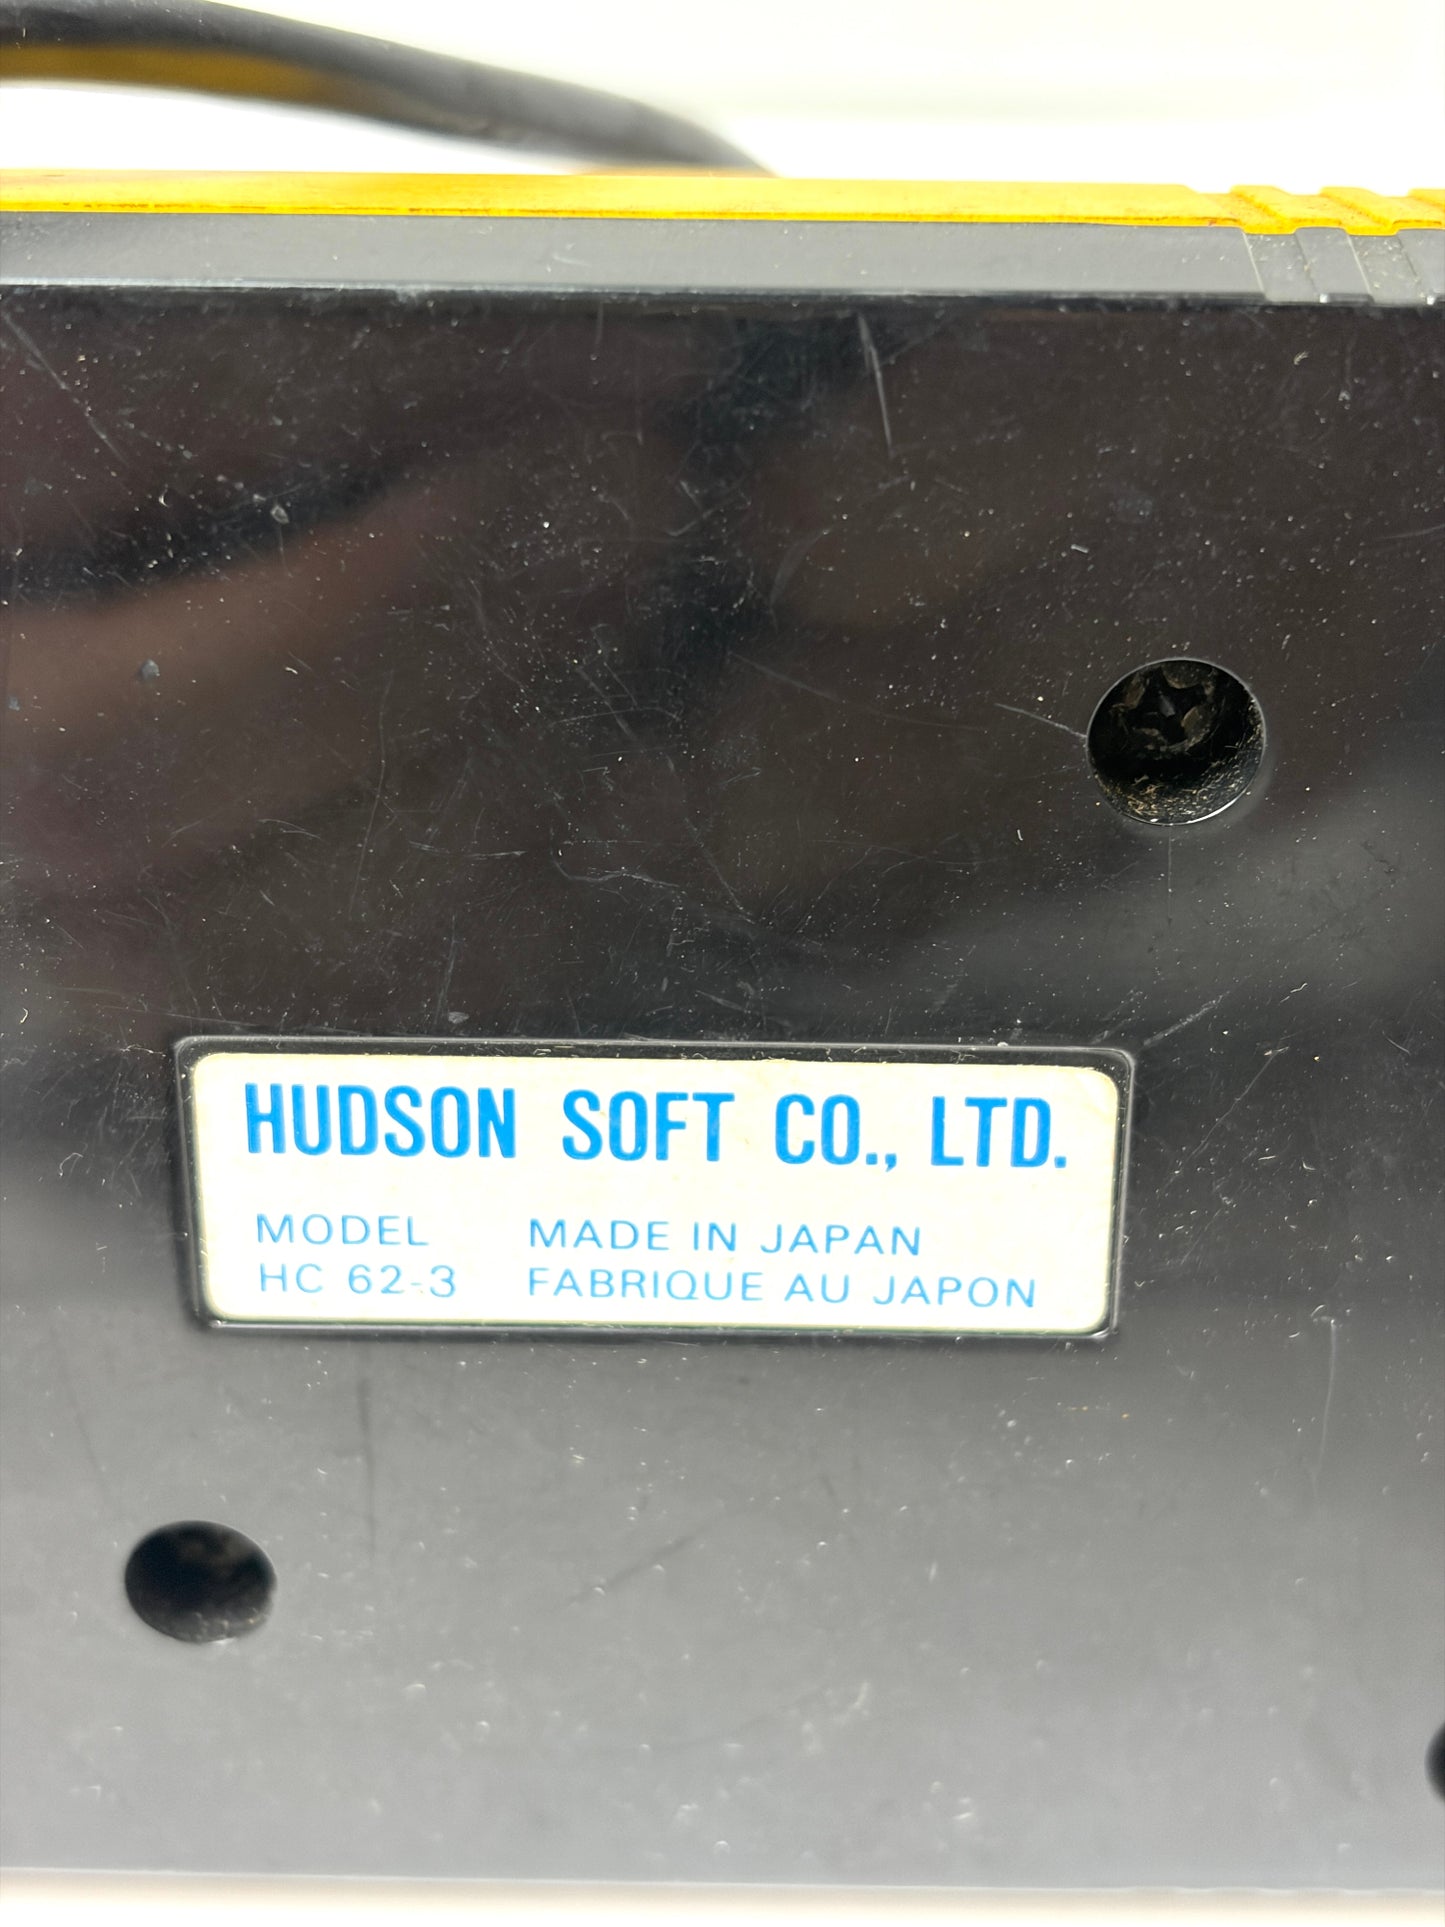 HUDSON SOFT CO., LTD.
MODEL MADE IN JAPAN
HC 62-3 FABRIQUE AU JAPON